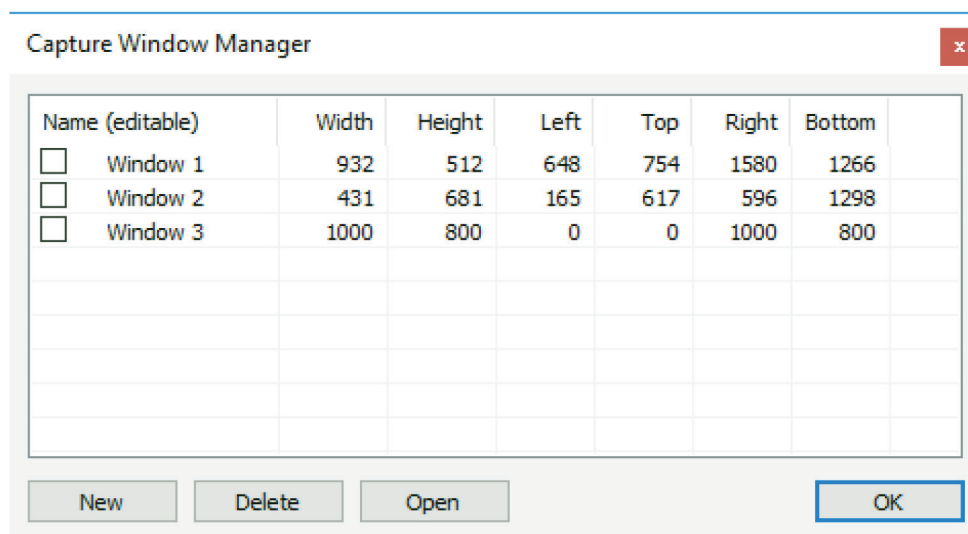 Capture Window Manager x
Name (editable) Width Height Left Top Right Bottom
Window 1 932 512 648 754 1580 1266
Window 2 431 681 165 617 596 1298
Window 3 1000 800 0 0 1000 800
New Delete Open OK